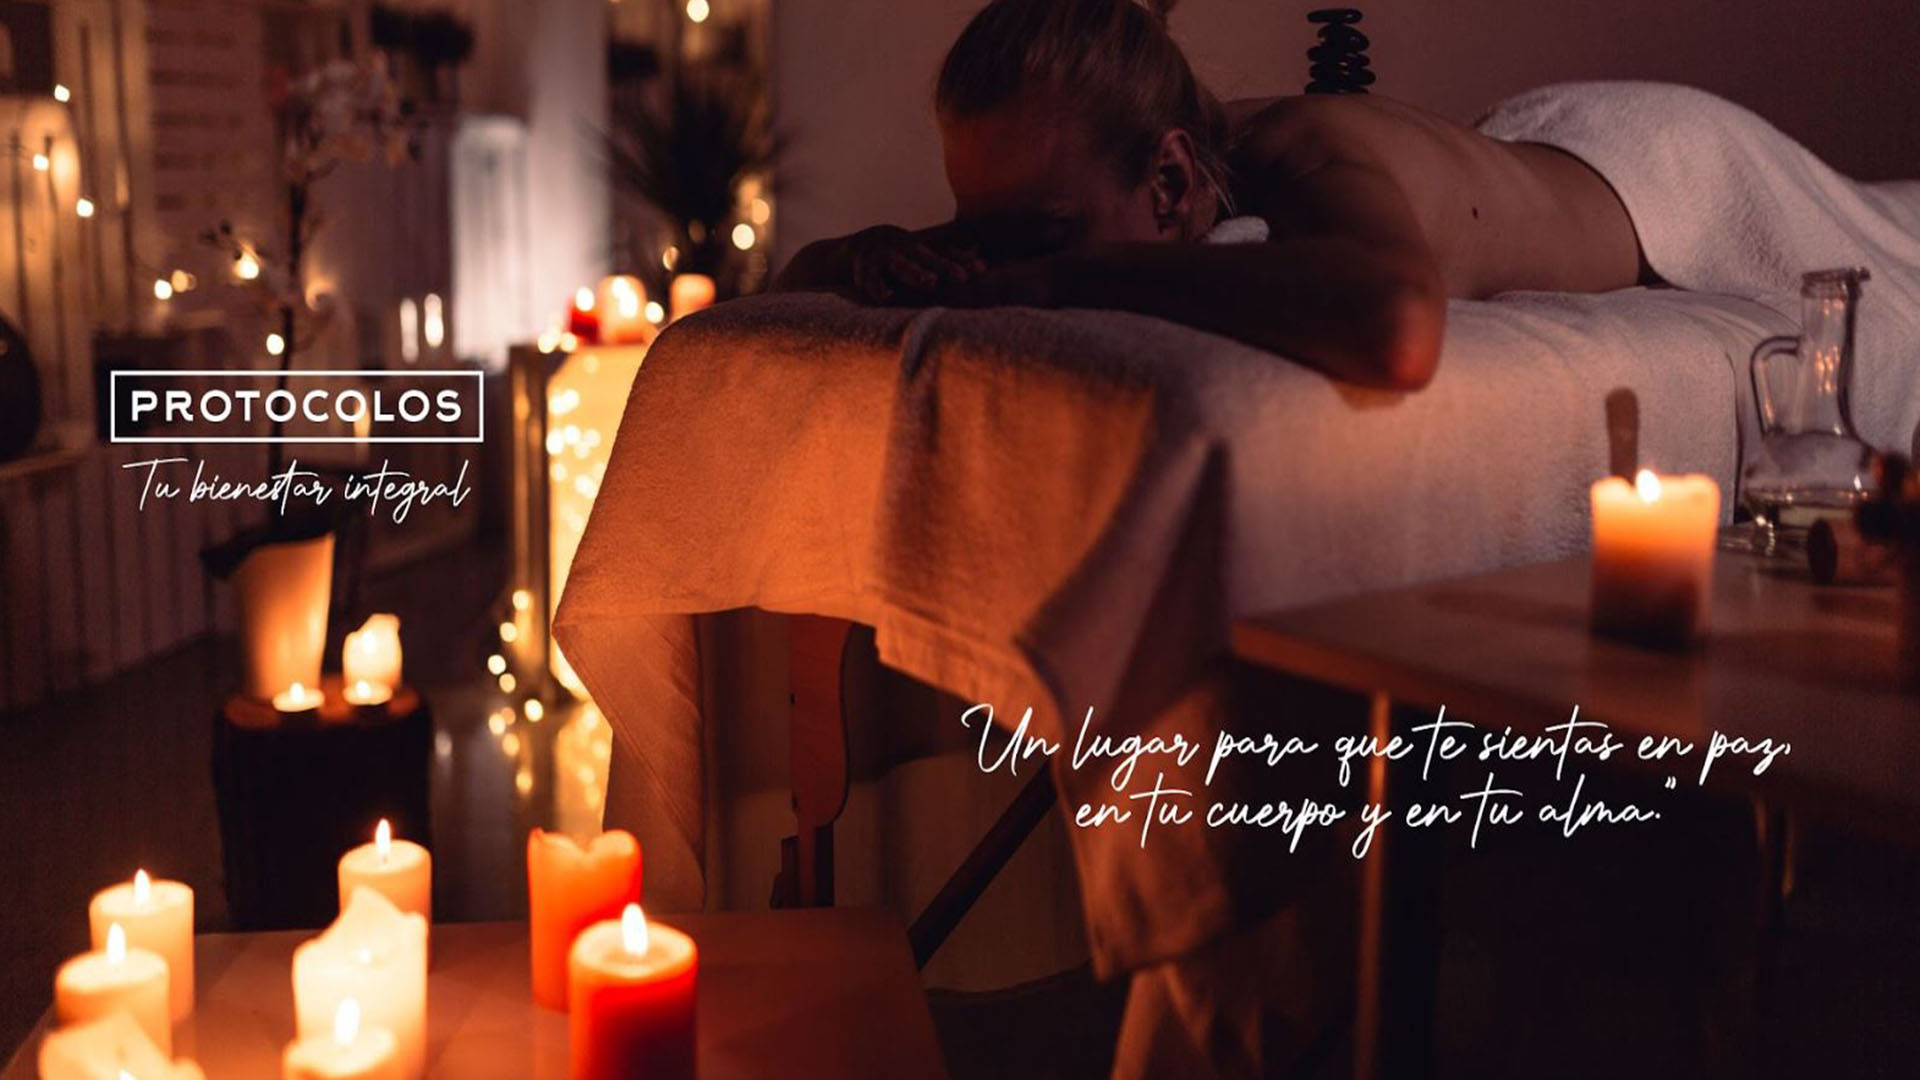 PROTOCOLOS
Tu bienestar integral
Un lugar para que te sientas en paz,
en tu cuerpo y en tu alma."